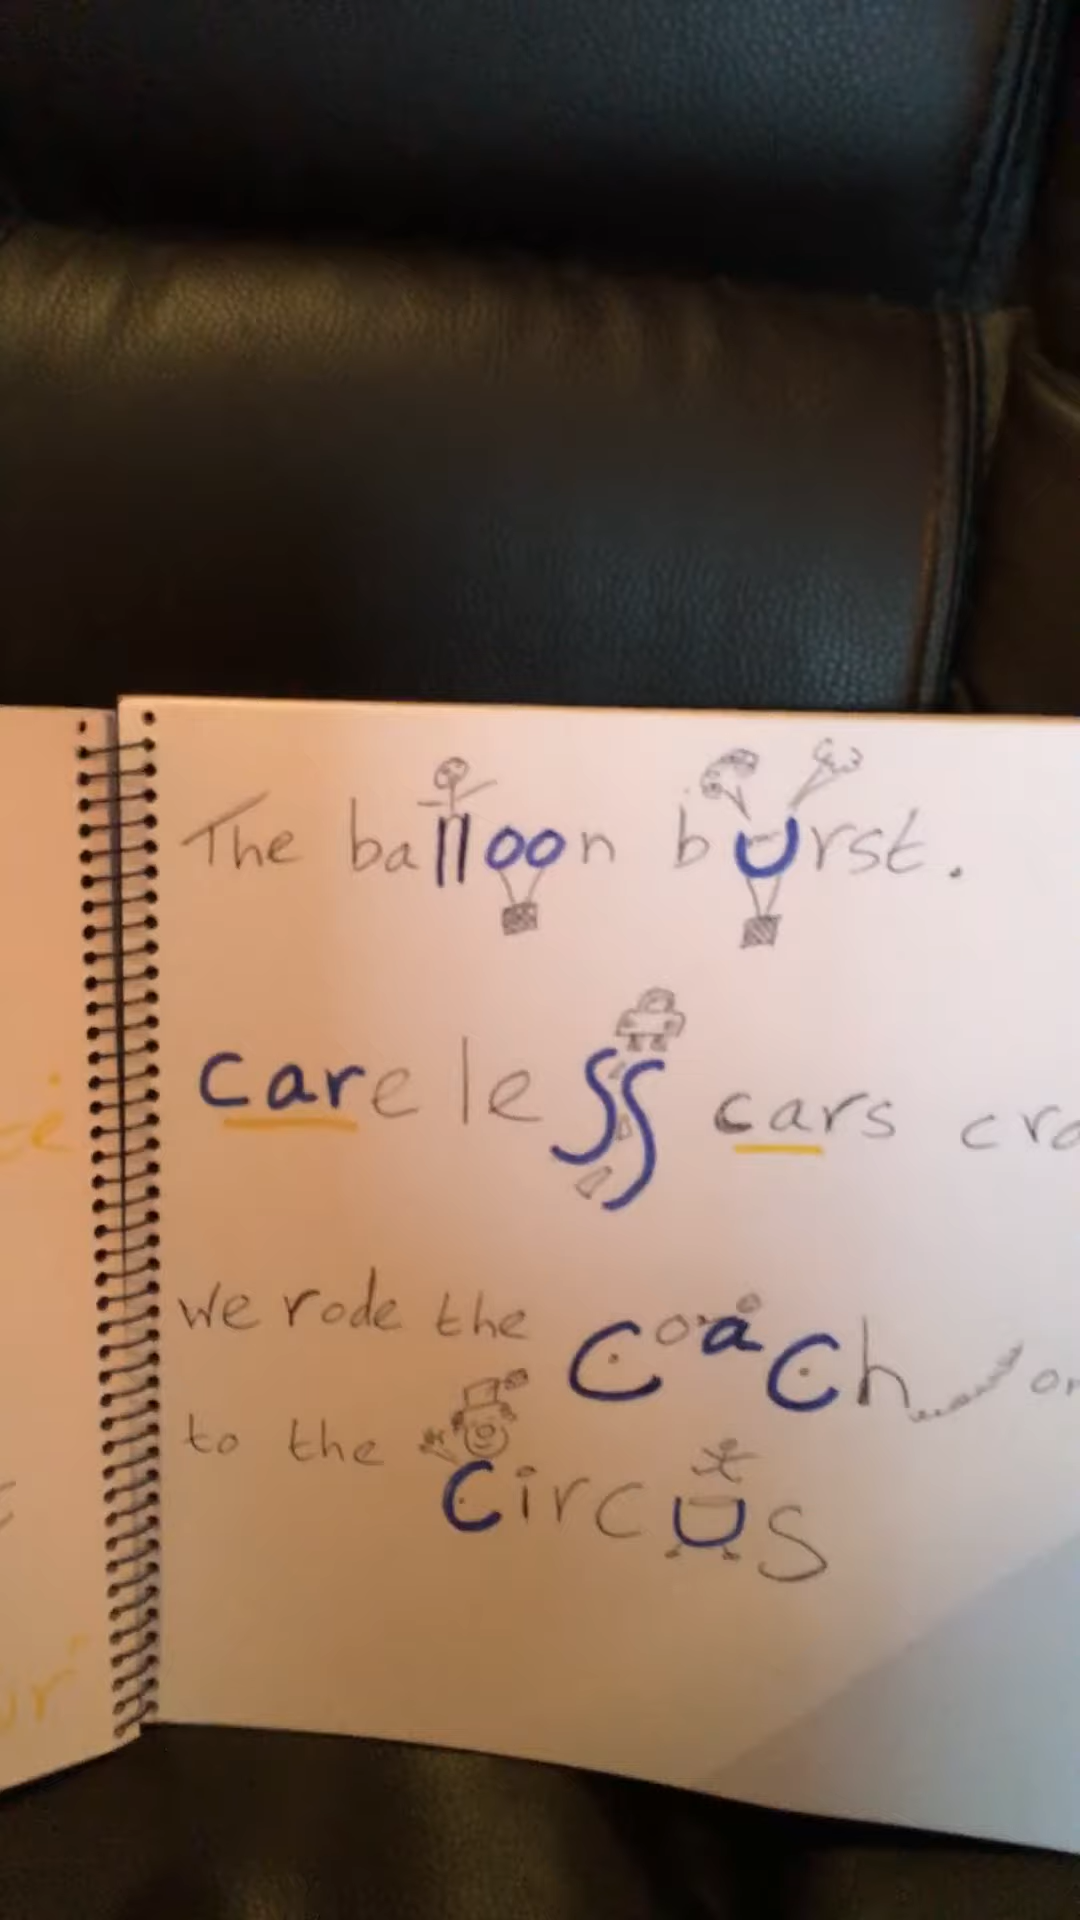 The balloon burst.
careless cars
we rode the coach
to the circus